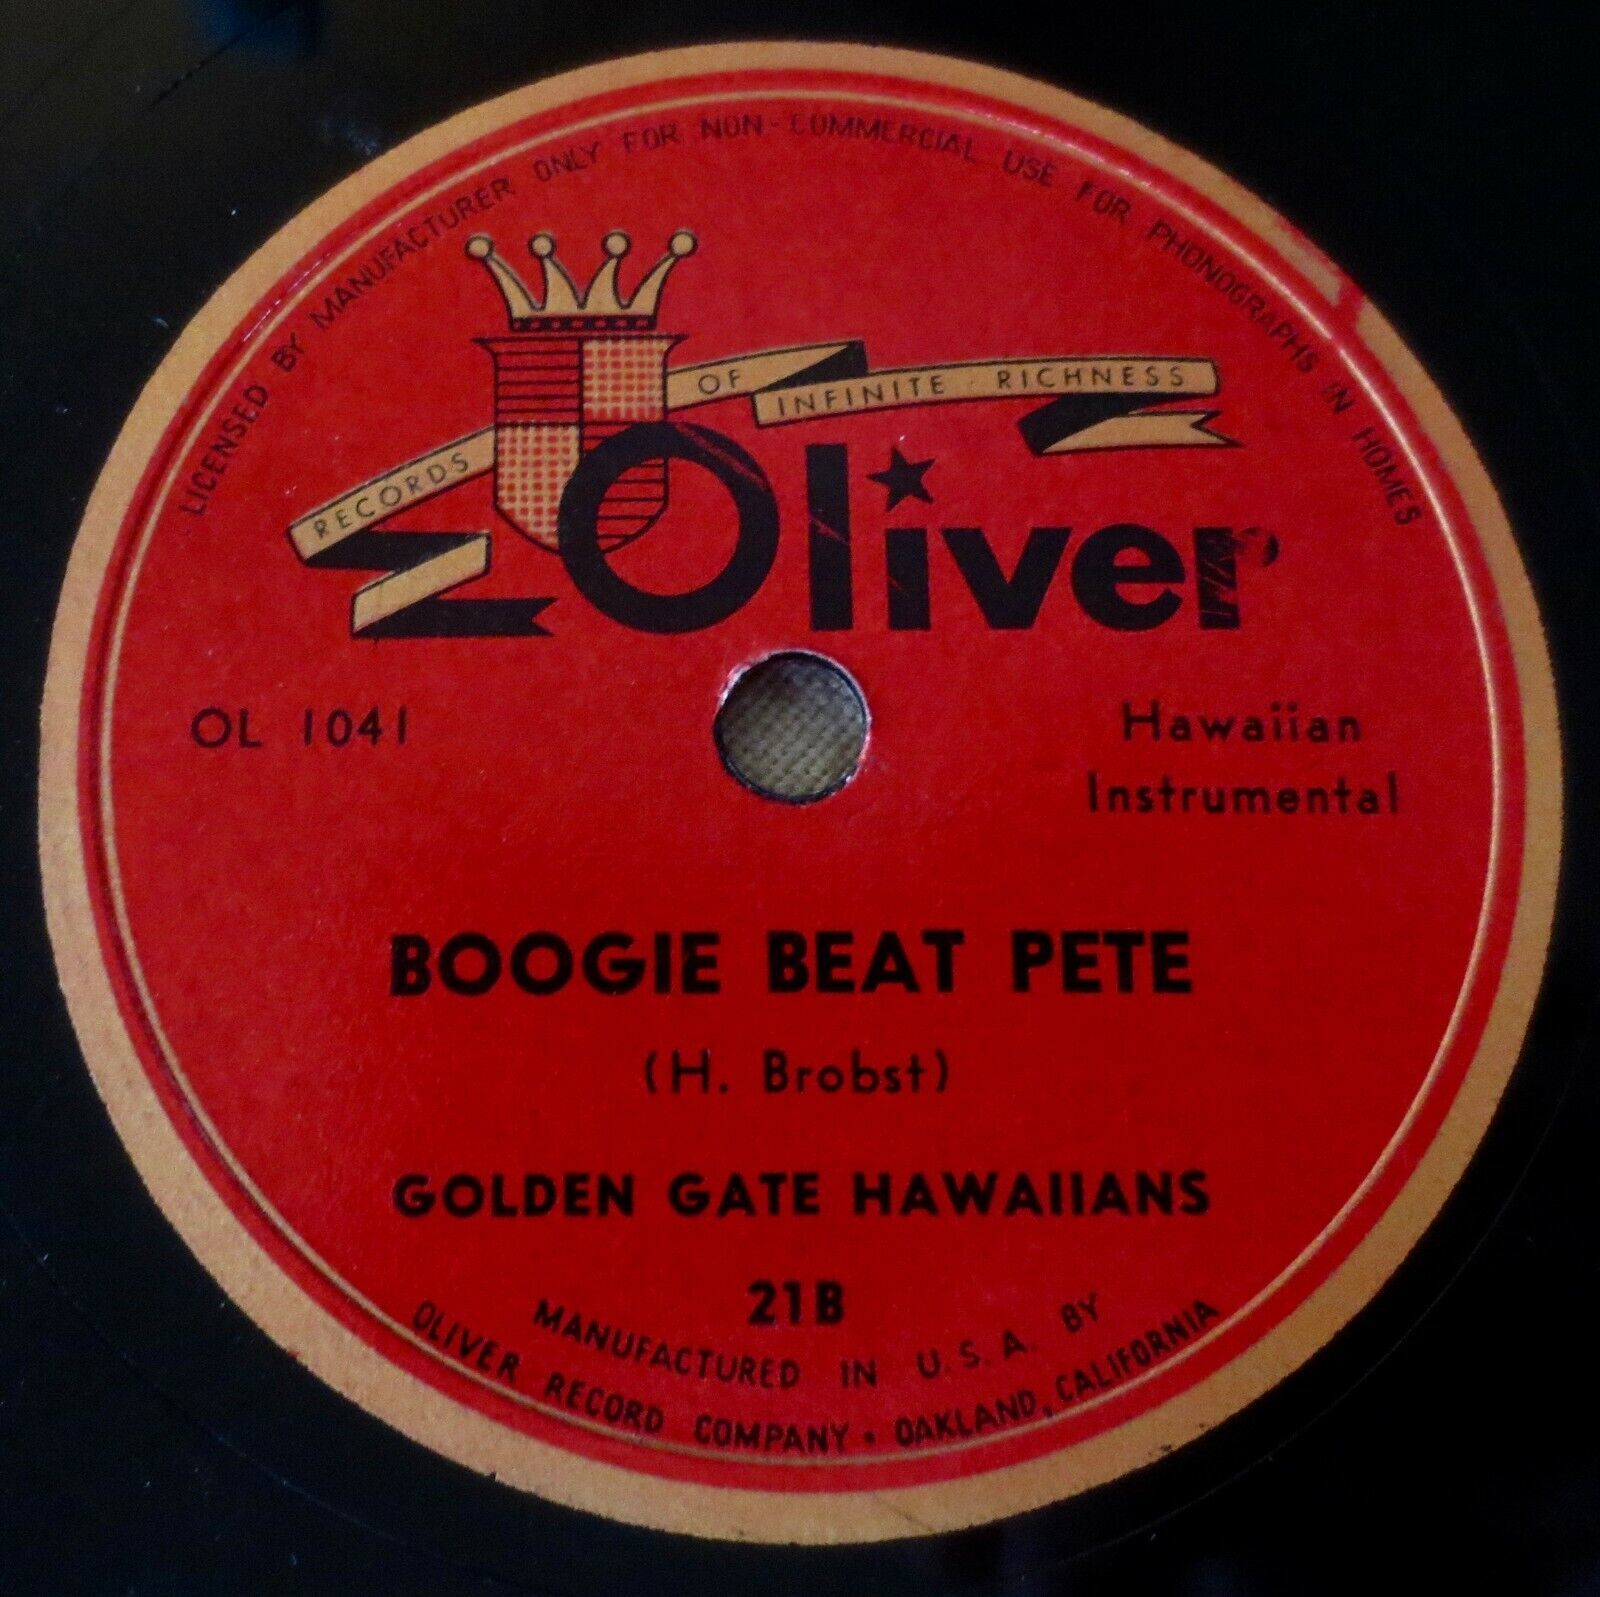 LICENSED BY MANUFACTURER ONLY FOR NON-COMMERCIAL USE FOR PHONOGRAPHS IN HOMES
RECORDS OF INFINITE RICHNESS
Oliver
OL 1041
Hawaiian
Instrumental
BOOGIE BEAT PETE
(H. Brobst)
GOLDEN GATE HAWAIIANS
21B
MANUFACTURED IN U.S.A. BY
OLIVER RECORD COMPANY • OAKLAND, CALIFORNIA